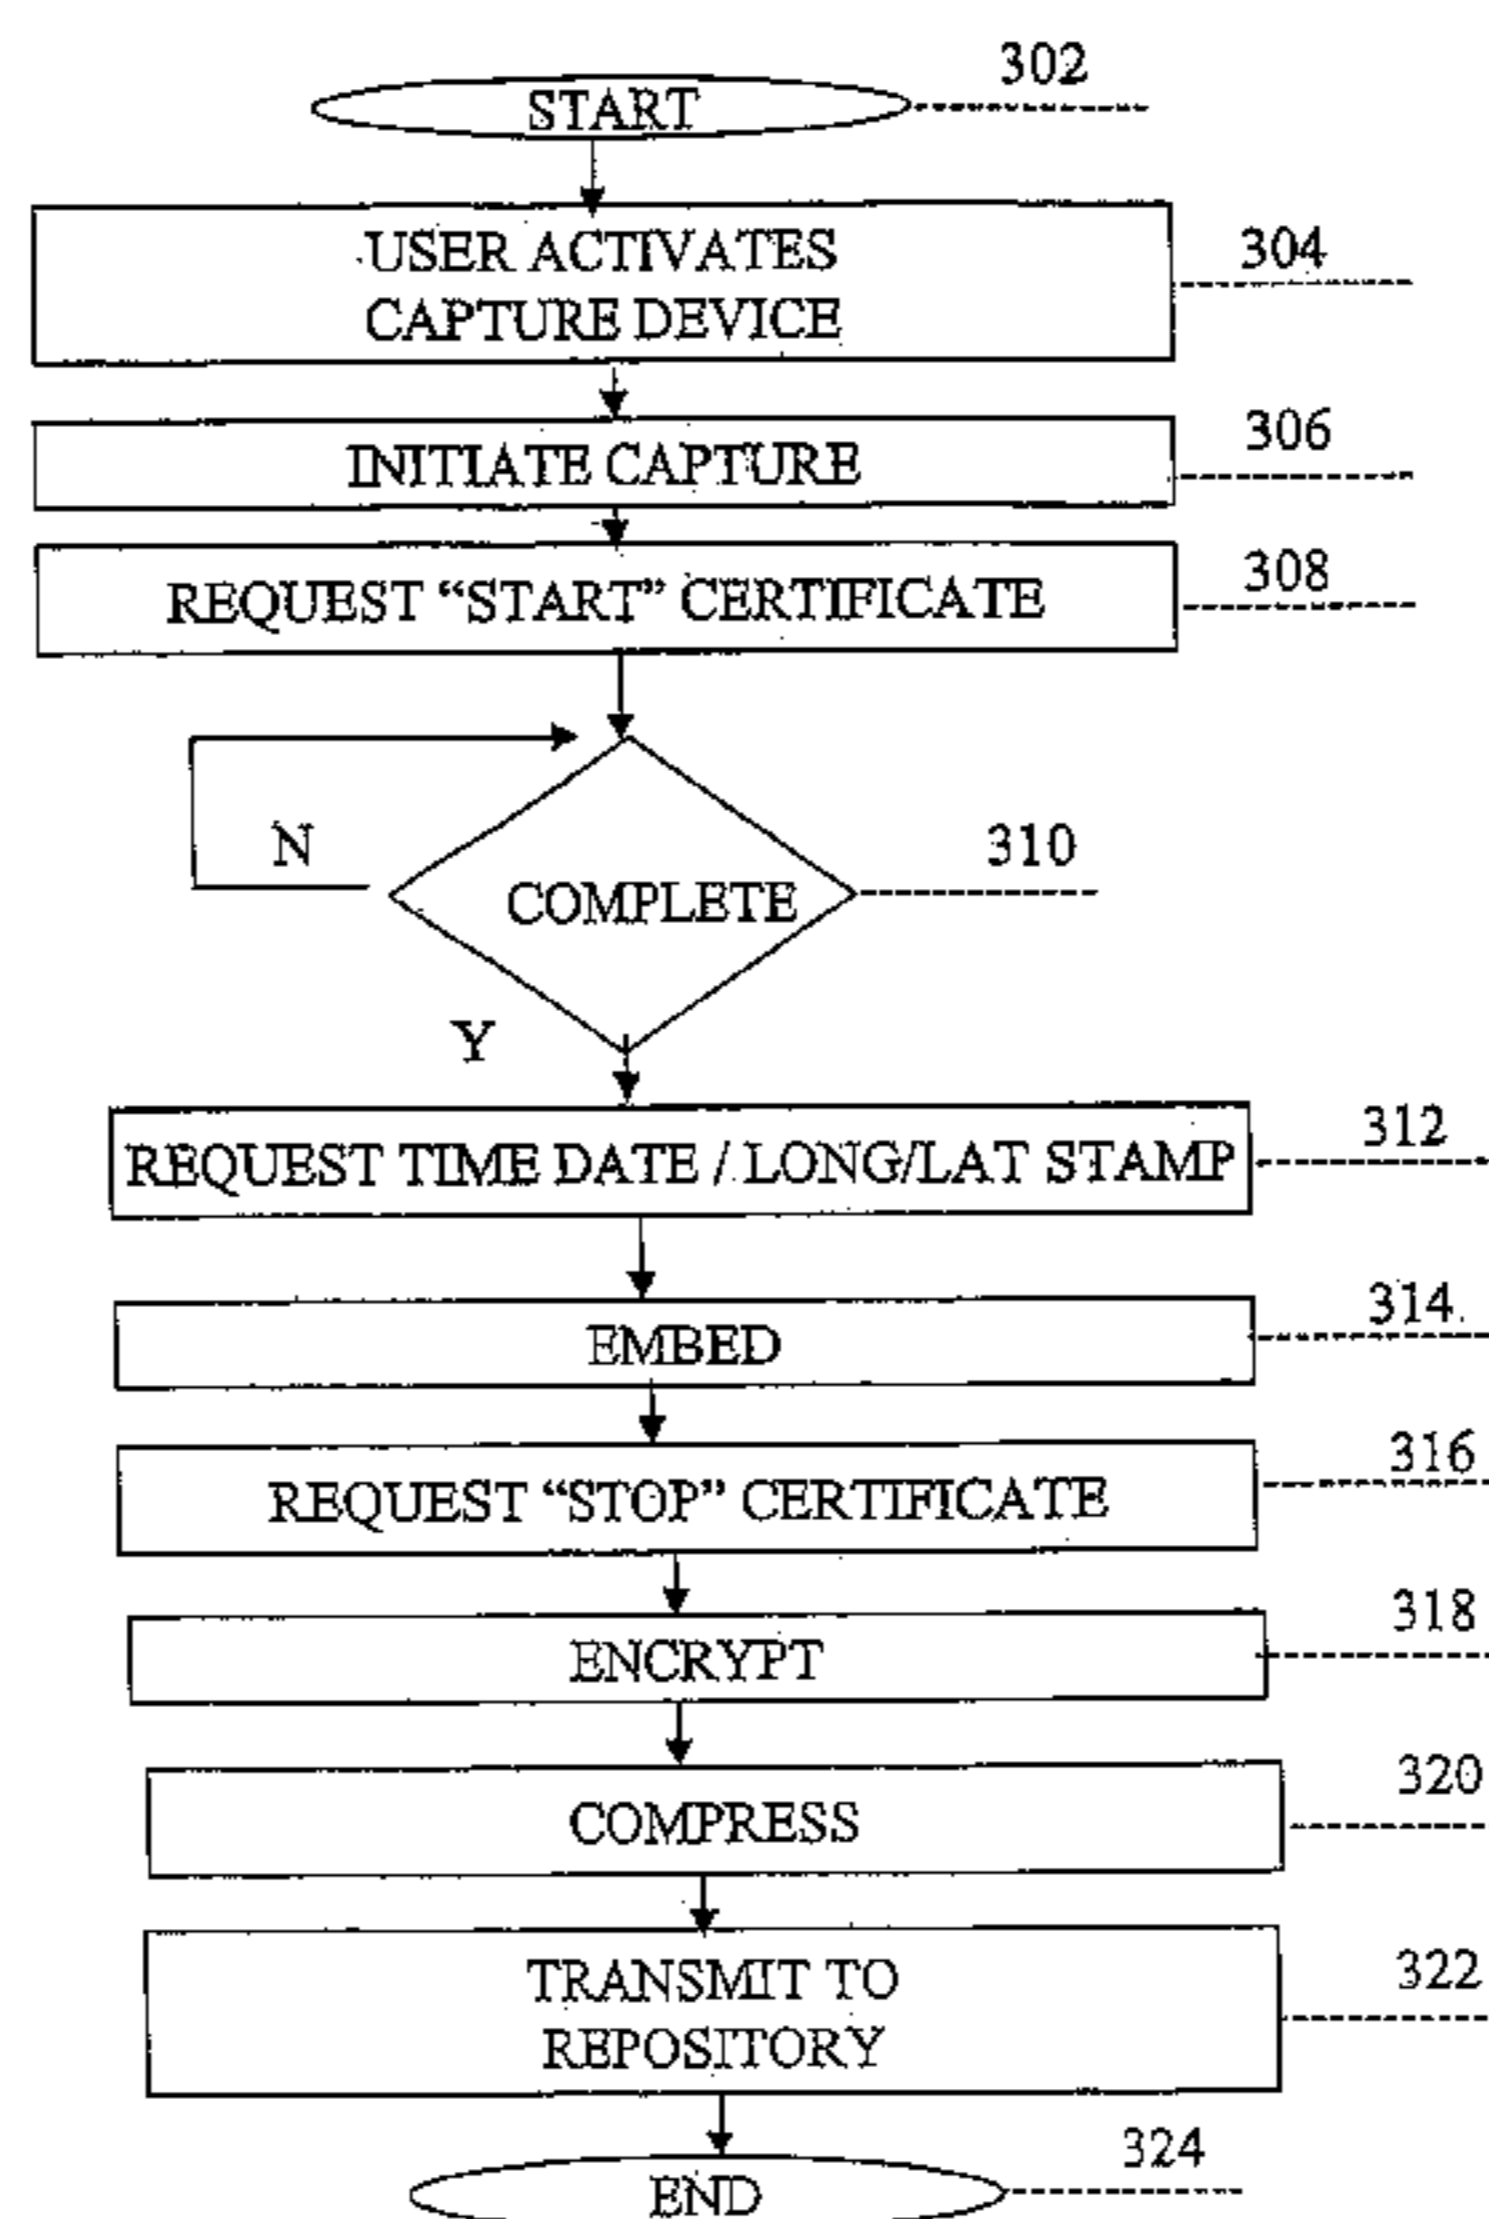 302
START
USER ACTIVATES
CAPTURE DEVICE
304
INITIATE CAPTURE
306
REQUEST “START” CERTIFICATE
308
N
COMPLETE
310
Y
REQUEST TIME DATE / LONG/LAT STAMP
312
EMBED
314
REQUEST “STOP” CERTIFICATE
316
ENCRYPT
318
COMPRESS
320
TRANSMIT TO
REPOSITORY
322
END
324